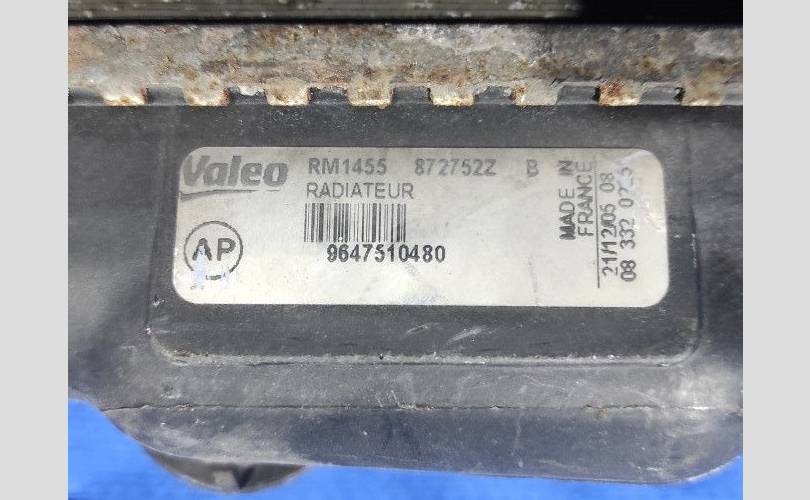 Valeo RM1455 872752Z B
RADIATEUR
AP
9647510480
MADE IN
FRANCE
21/12/05 08
08 332